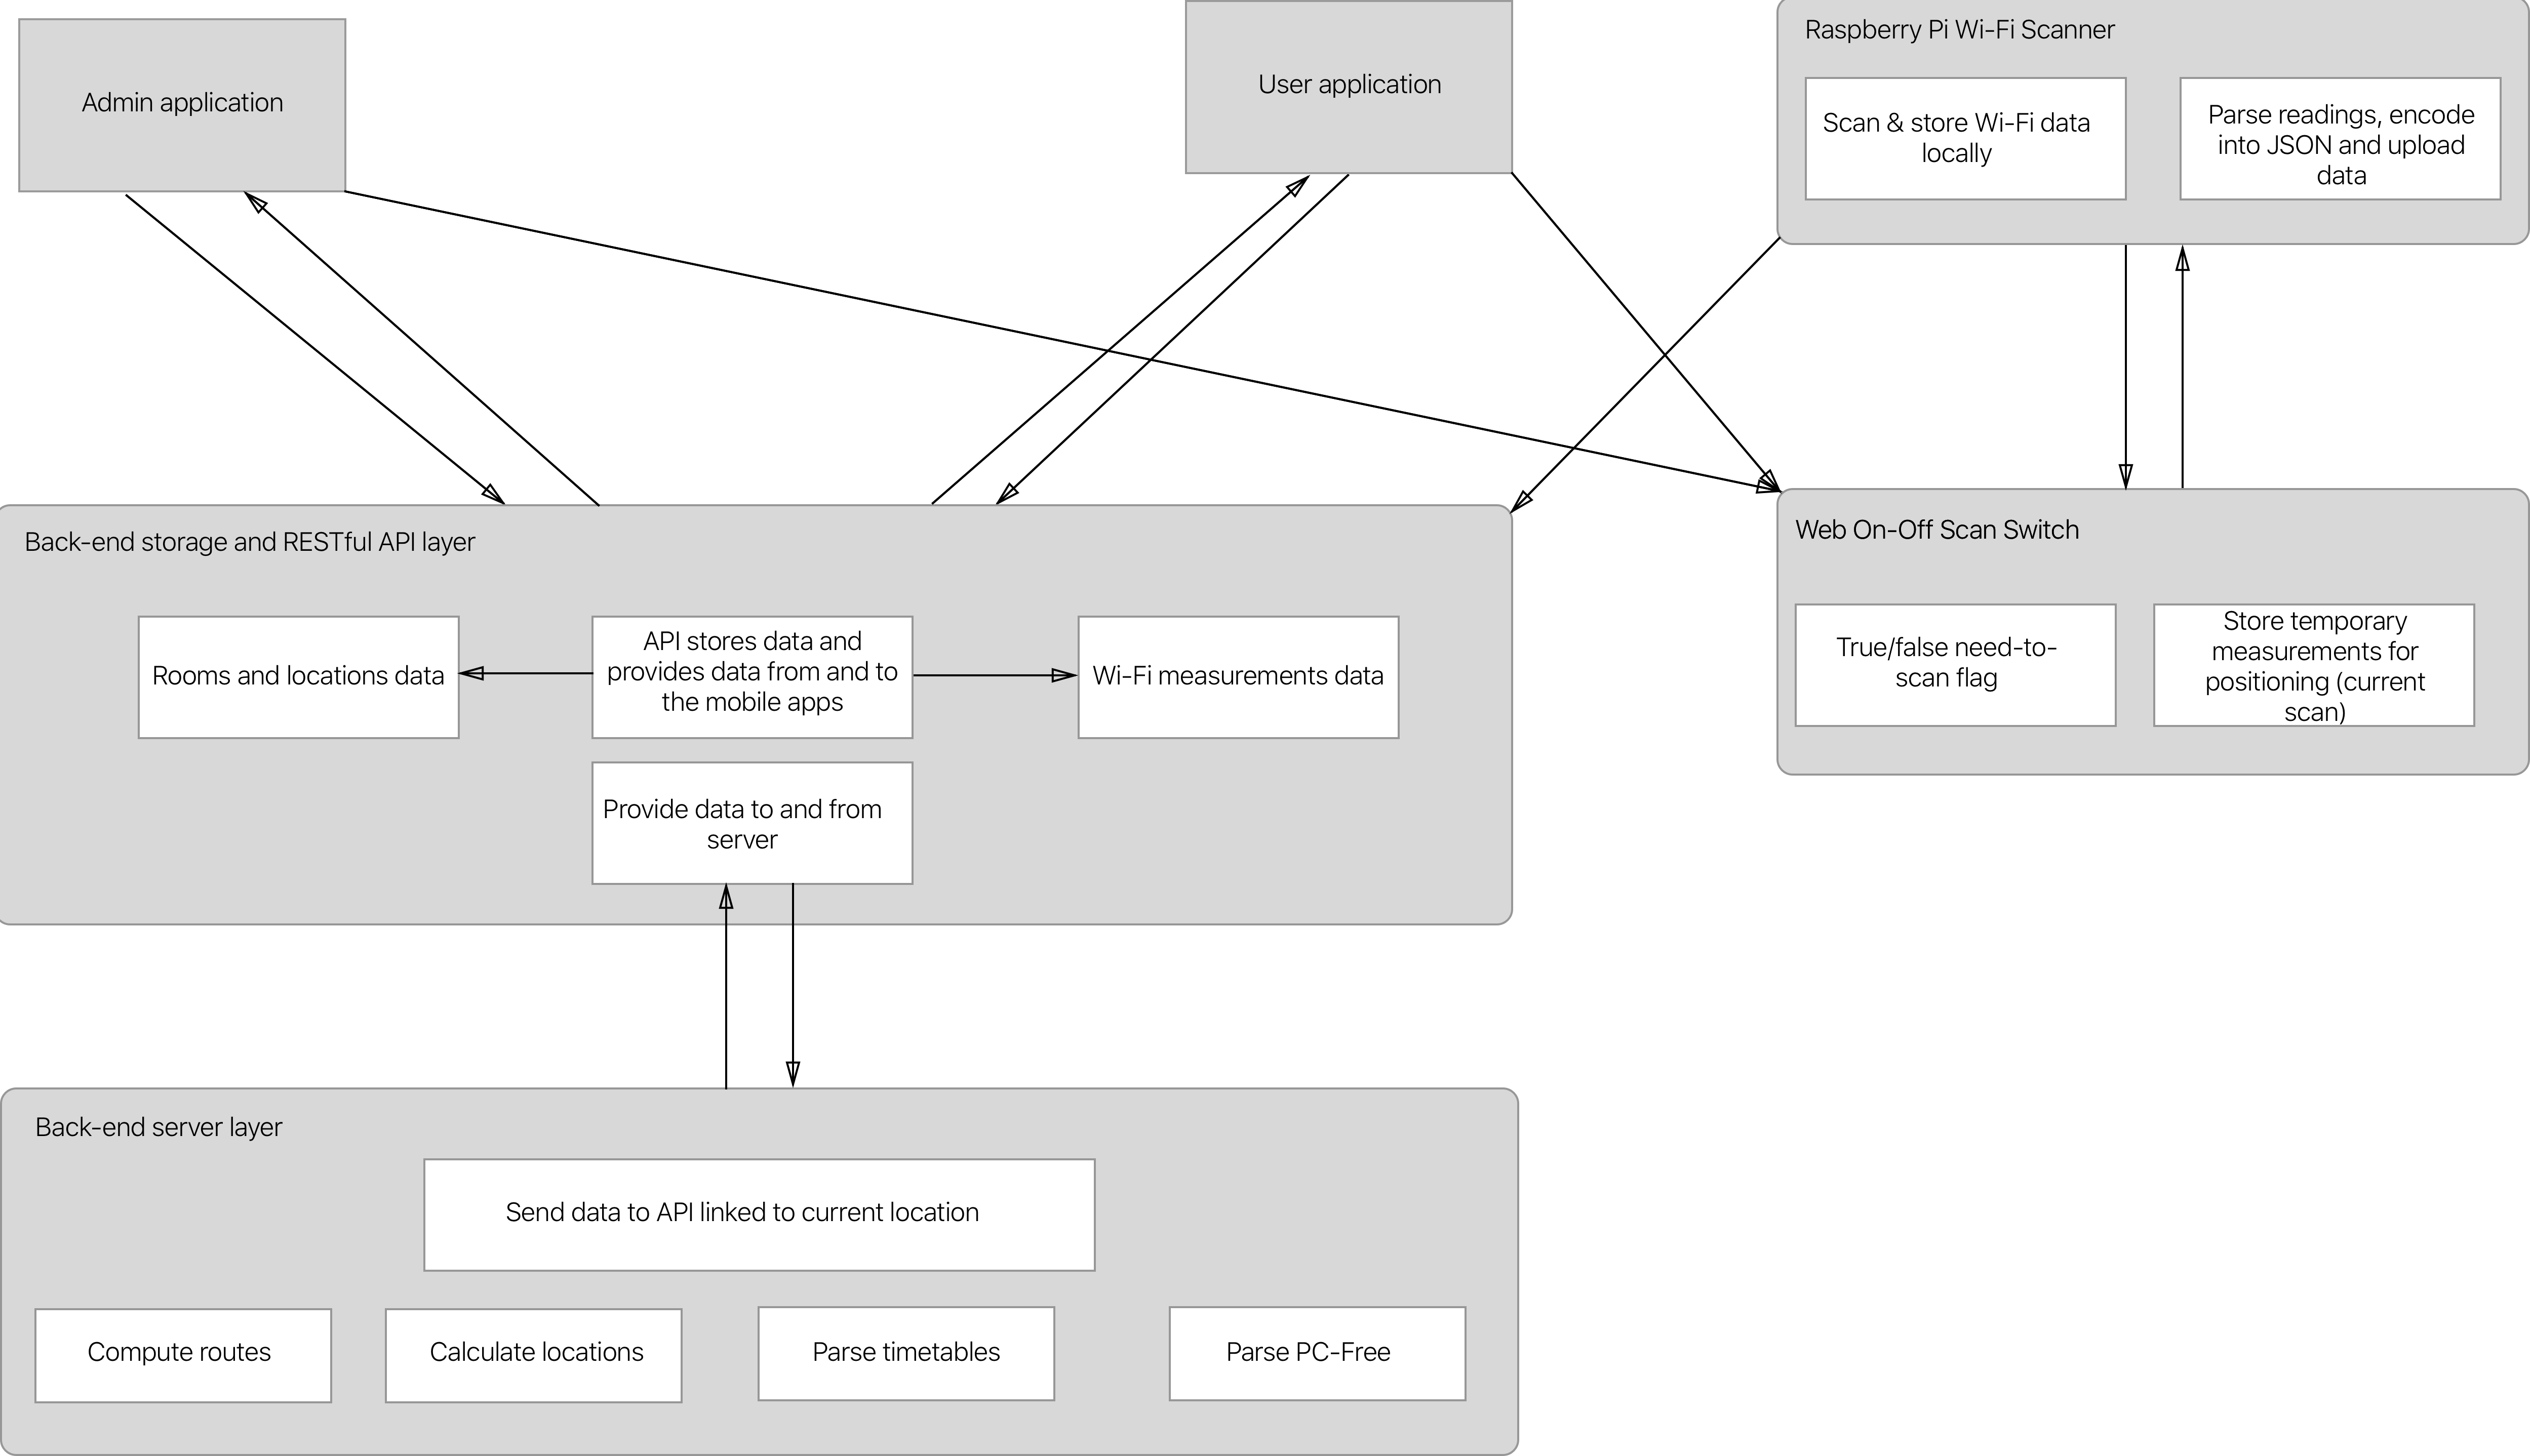 Admin application
User application
Raspberry Pi Wi-Fi Scanner
Scan & store Wi-Fi data
locally
Parse readings, encode
into JSON and upload
data
Back-end storage and RESTful API layer
Rooms and locations data
API stores data and
provides data from and to
the mobile apps
Wi-Fi measurements data
Provide data to and from
server
Web On-Off Scan Switch
True/false need-to-
scan flag
Store temporary
measurements for
positioning (current
scan)
Back-end server layer
Send data to API linked to current location
Compute routes
Calculate locations
Parse timetables
Parse PC-Free